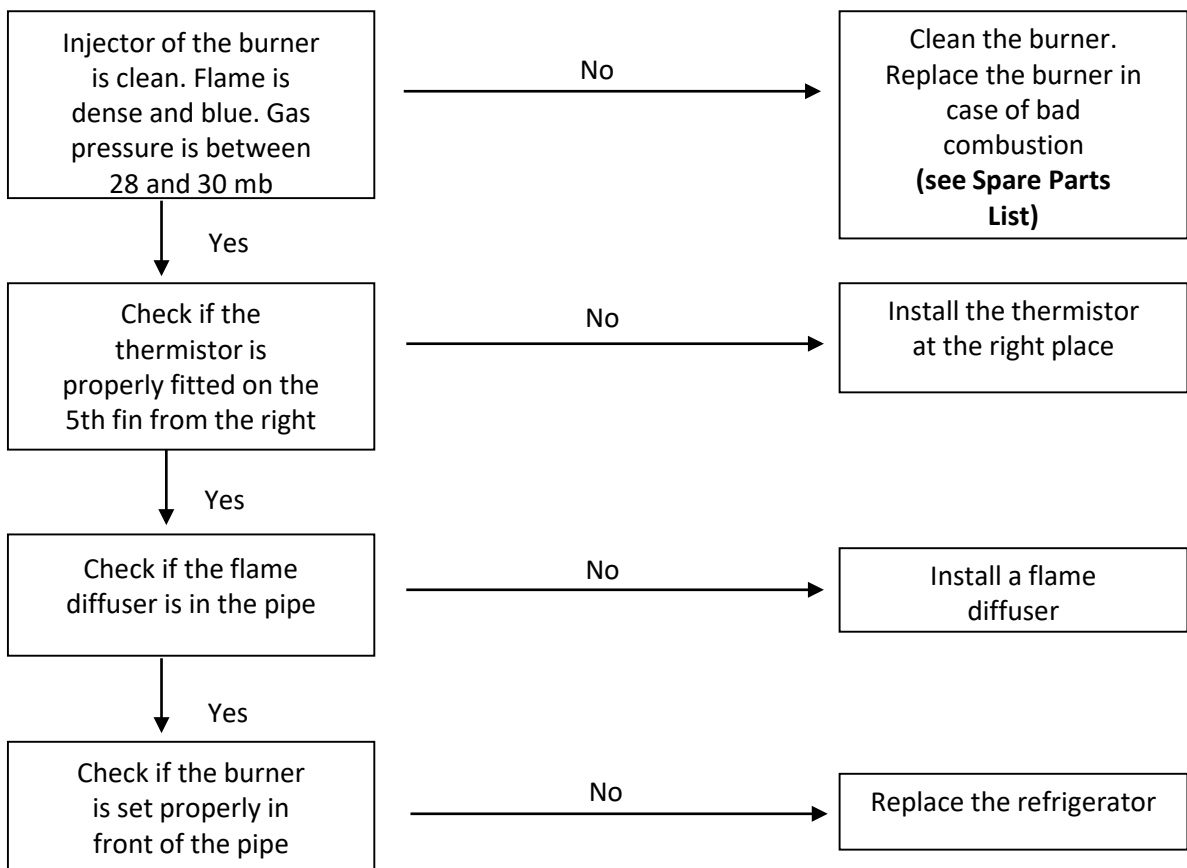 Injector of the burner
is clean. Flame is
dense and blue. Gas
pressure is between
28 and 30 mb
No
Clean the burner.
Replace the burner in
case of bad
combustion
(see Spare Parts
List)
Yes
Check if the
thermistor is
properly fitted on the
5th fin from the right
No
Install the thermistor
at the right place
Yes
Check if the flame
diffuser is in the pipe
No
Install a flame
diffuser
Yes
Check if the burner
is set properly in
front of the pipe
No
Replace the refrigerator